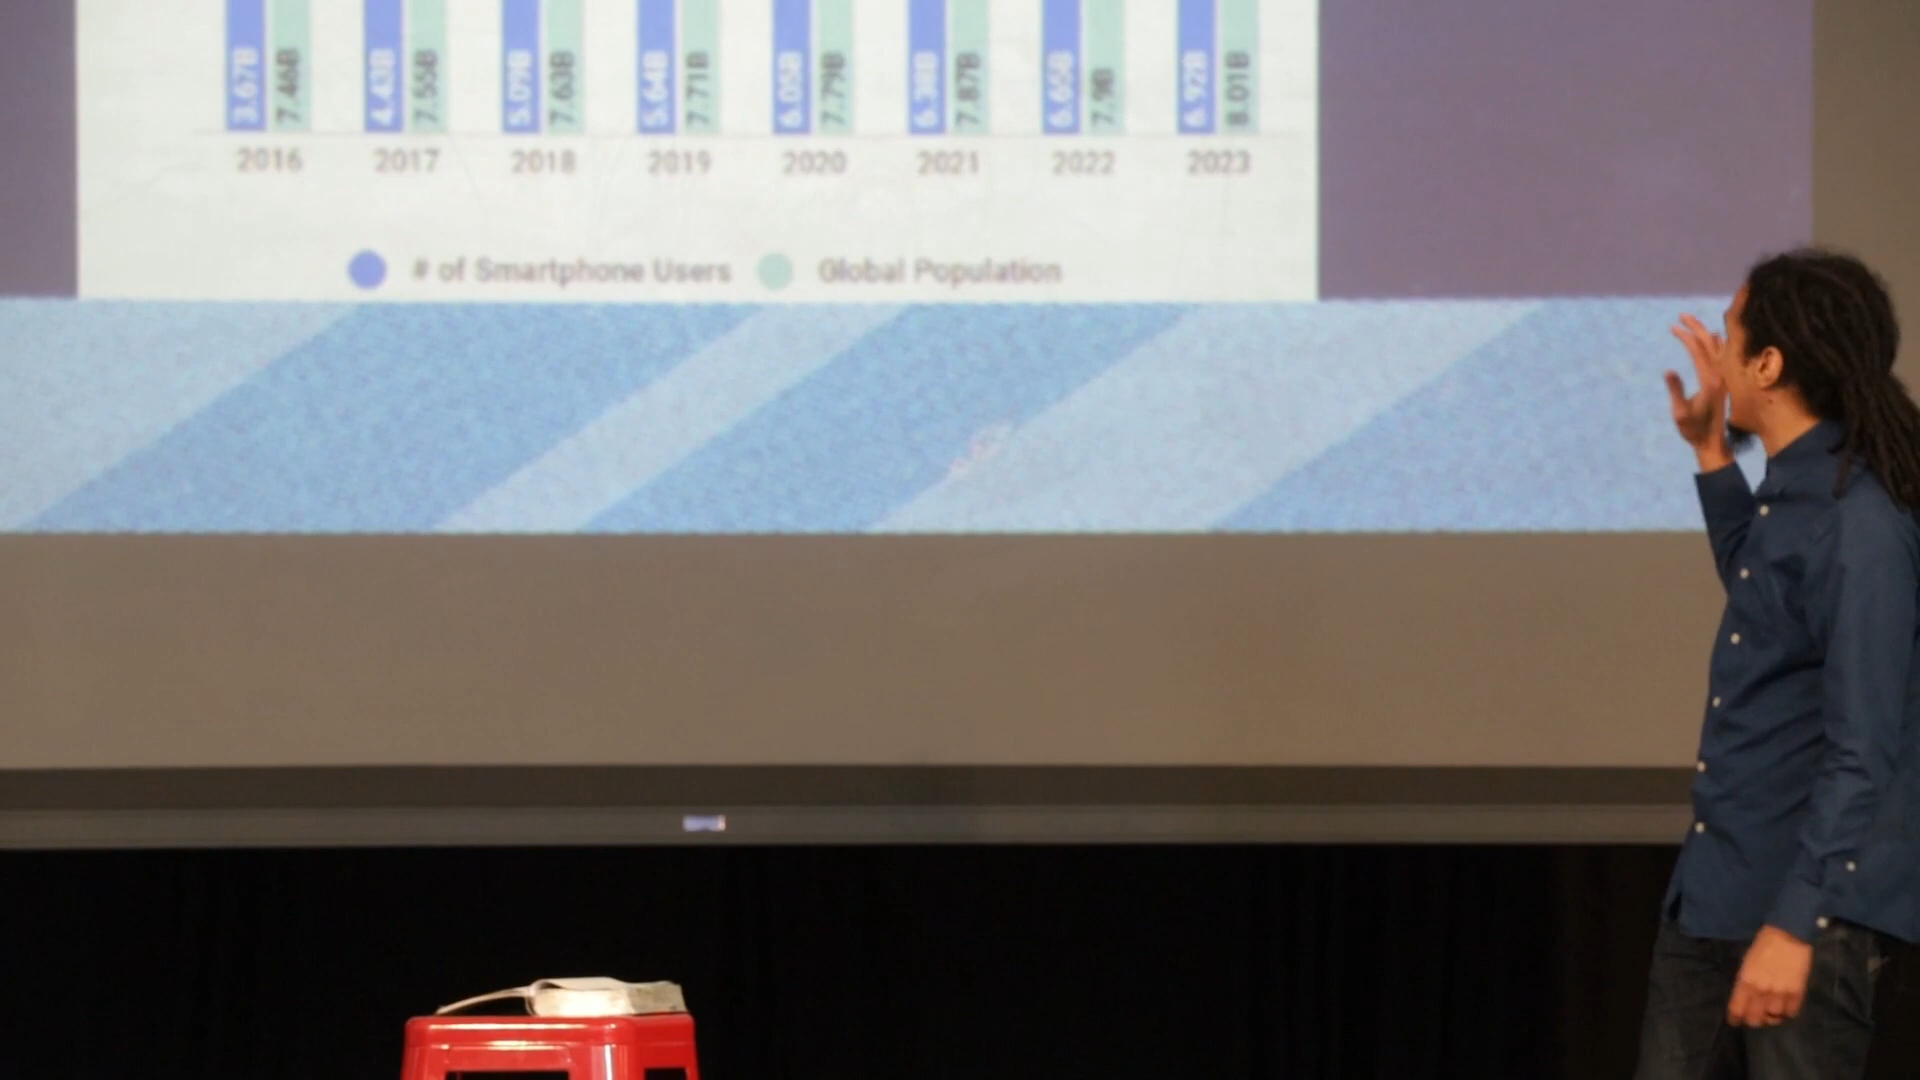 3.67B 7.46B 4.43B 7.55B 5.09B 7.63B 5.64B 7.71B 6.05B 7.79B 6.38B 7.87B 6.65B 7.9B 6.92B 8.01B
2016 2017 2018 2019 2020 2021 2022 2023
# of Smartphone Users Global Population